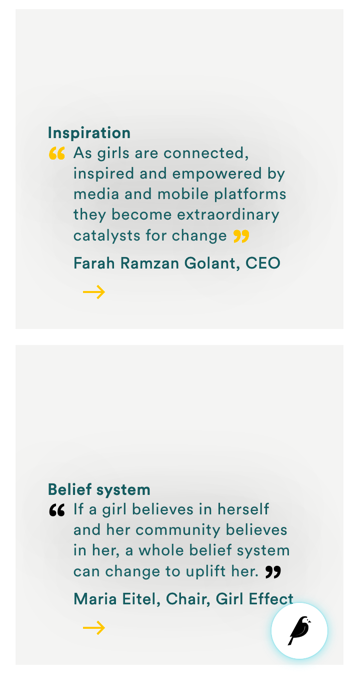 Inspiration
“ As girls are connected,
inspired and empowered by
media and mobile platforms
they become extraordinary
catalysts for change ”
Farah Ramzan Golant, CEO
→
Belief system
“ If a girl believes in herself
and her community believes
in her, a whole belief system
can change to uplift her. ”
Maria Eitel, Chair, Girl Effect
→